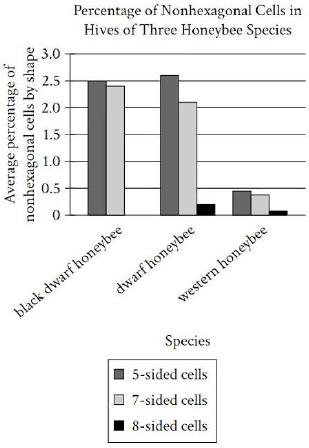 Percentage of Nonhexagonal Cells in
Hives of Three Honeybee Species
Average percentage of
nonhexagonal cells by shape
3.0
2.5
2.0
1.5
1.0
0.5
0
black dwarf honeybee
dwarf honeybee
western honeybee
Species
5-sided cells
7-sided cells
8-sided cells